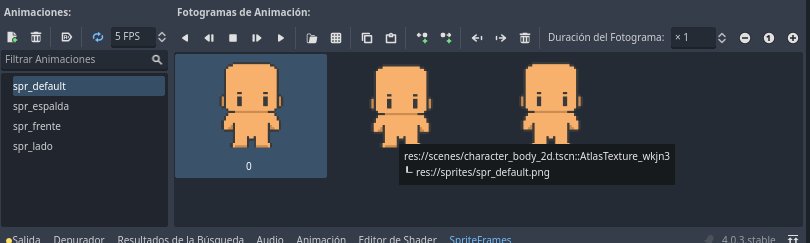 Animaciones:
Fotogramas de Animación:
5 FPS
Duración del Fotograma:
× 1
Filtrar Animaciones
spr_default
spr_espalda
spr_frente
spr_lado
0
res://scenes/character_body_2d.tscn::AtlasTexture_wkjn3
┖╴res://sprites/spr_default.png
Salida Depurador Resultados de la Búsqueda Audio Animación Editor de Shader SpriteFrames 4.0.3.stable